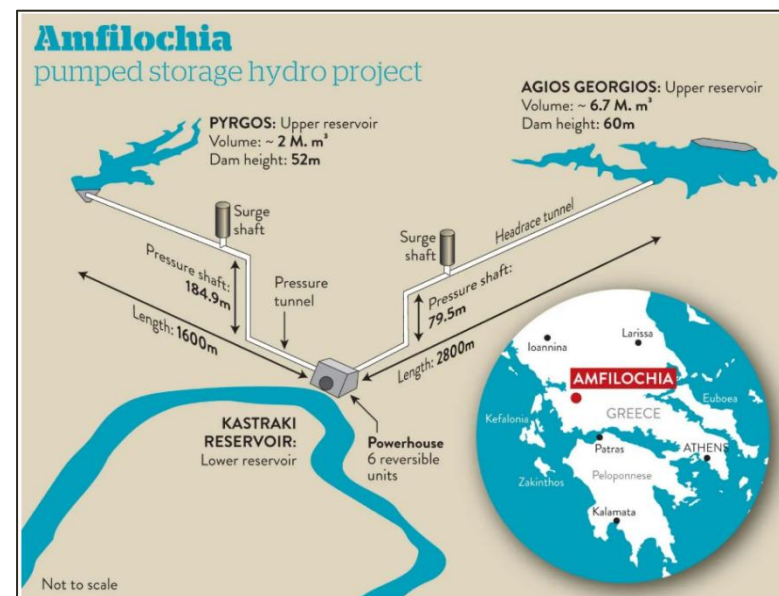 Amfilochia
pumped storage hydro project
PYRGOS: Upper reservoir
Volume: ~ 2 M. m³
Dam height: 52m
AGIOS GEORGIOS: Upper reservoir
Volume: ~ 6.7 M. m³
Dam height: 60m
Surge
shaft
Surge
shaft
Headrace tunnel
Pressure shaft:
184.9m
Pressure
tunnel
Pressure shaft:
79.5m
Length: 1600m
Length: 2800m
KASTRAKI
RESERVOIR:
Lower reservoir
Powerhouse
6 reversible
units
Ioannina
Larissa
AMFILOCHIA
GREECE
Euboea
Kefalonia
Patras
ATHENS
Zakinthos
Peloponnese
Kalamata
Not to scale